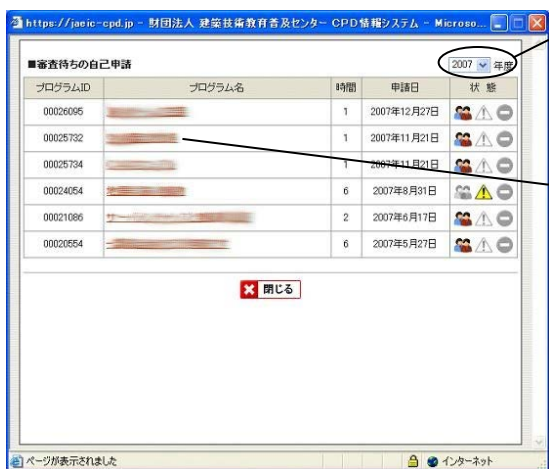 https://jaeic-cpd.jp - 財団法人 建築技術教育普及センター CPD情報システム - Microso...
■審査待ちの自己申請
2007 年度
プログラムID プログラム名 時間 申請日 状 態
00026095 1 2007年12月27日
00025732 1 2007年11月21日
00025734 1 2007年11月21日
00024054 6 2007年8月31日
00021086 2 2007年6月17日
00020554 6 2007年5月27日
閉じる
ページが表示されました インターネット